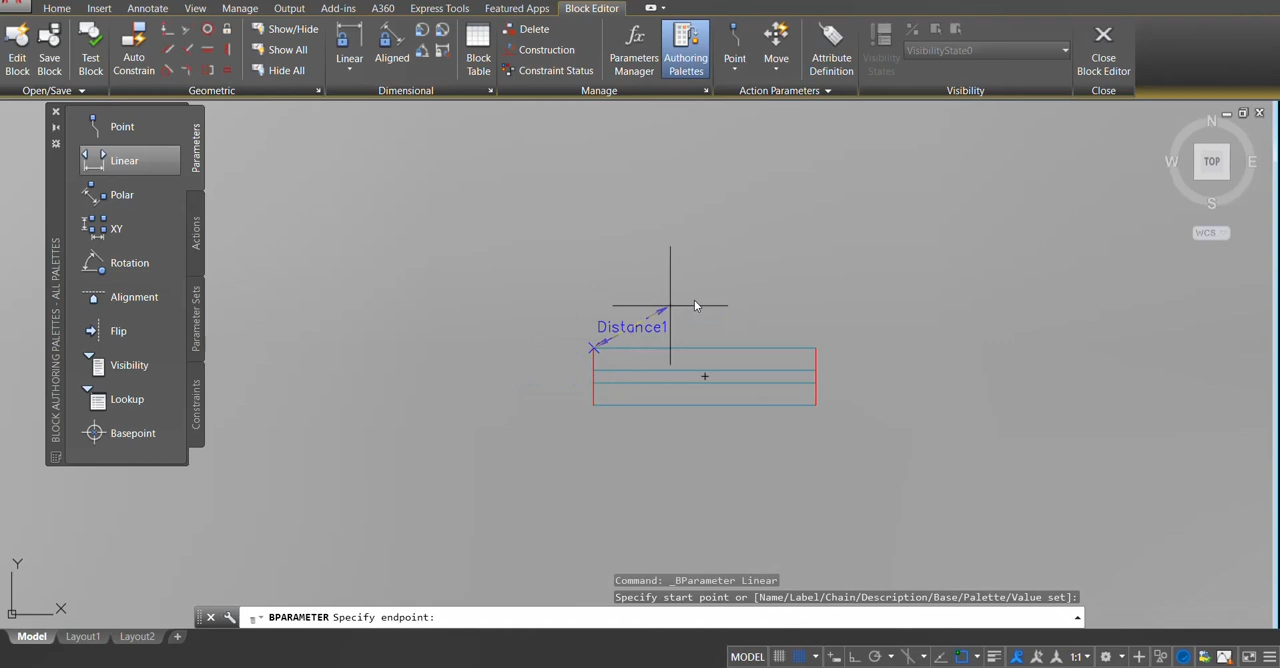 Home Insert Annotate View Manage Output Add-ins A360 Express Tools Featured Apps Block Editor
Edit Block
Save Block
Test Block
Auto Constrain
Show/Hide
Show All
Hide All
Linear
Aligned
Block Table
Delete
Construction
Constraint Status
Parameters Manager
fx
Authoring Palettes
Point
Move
Attribute Definition
Visibility States
VisibilityState0
Close Block Editor
Open/Save
Geometric
Dimensional
Manage
Action Parameters
Visibility
Close
BLOCK AUTHORING PALETTES - ALL PALETTES
Point
Linear
Polar
XY
Rotation
Alignment
Flip
Visibility
Lookup
Basepoint
Parameters
Actions
Parameter Sets
Constraints
Distance1
N
W
TOP
E
S
WCS
Y
X
Command: _BParameter Linear
Specify start point or [Name/Label/Chain/Description/Base/Palette/Value set]:
BPARAMETER Specify endpoint:
Model Layout1 Layout2 +
MODEL
1:1